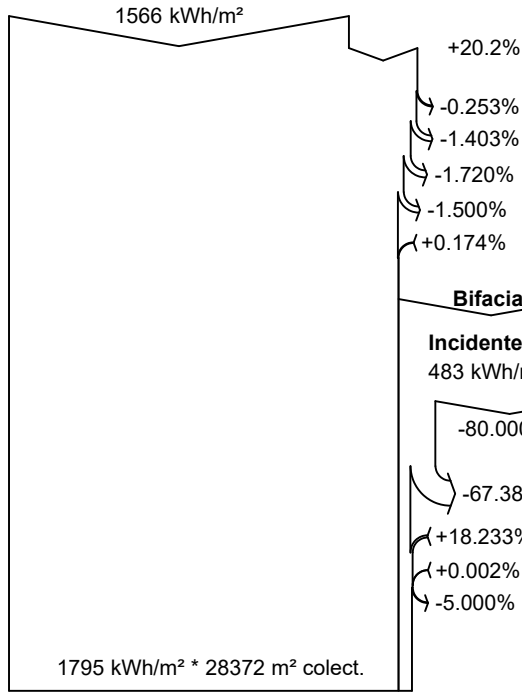 1566 kWh/m²
+20.2%
-0.253%
-1.403%
-1.720%
-1.500%
+0.174%
Bifacia
Incidente
483 kWh/m
-80.000
-67.38
+18.233%
+0.002%
-5.000%
1795 kWh/m² * 28372 m² colect.